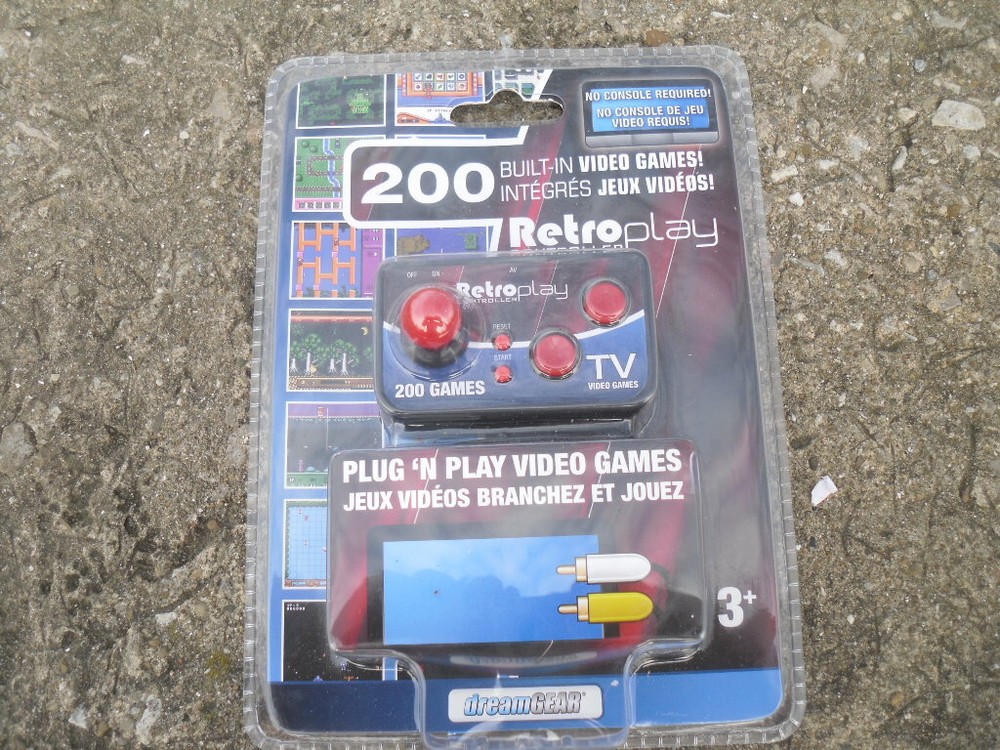 NO CONSOLE REQUIRED!
NO CONSOLE DE JEU
VIDEO REQUIS!
200 BUILT-IN VIDEO GAMES!
INTÉGRÉS JEUX VIDÉOS!
Retroplay
CONTROLLER
OFF ON AV
Retroplay
CONTROLLER
RESET
START
200 GAMES
TV
VIDEO GAMES
PLUG 'N PLAY VIDEO GAMES
JEUX VIDÉOS BRANCHEZ ET JOUEZ
3+
dreamGEAR